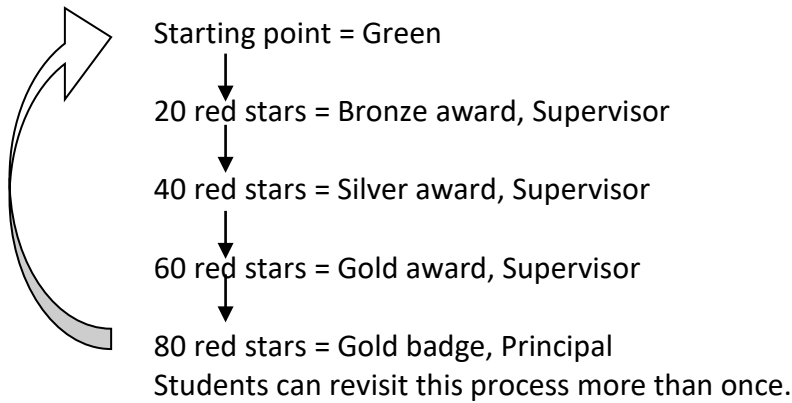 Starting point = Green
20 red stars = Bronze award, Supervisor
40 red stars = Silver award, Supervisor
60 red stars = Gold award, Supervisor
80 red stars = Gold badge, Principal
Students can revisit this process more than once.